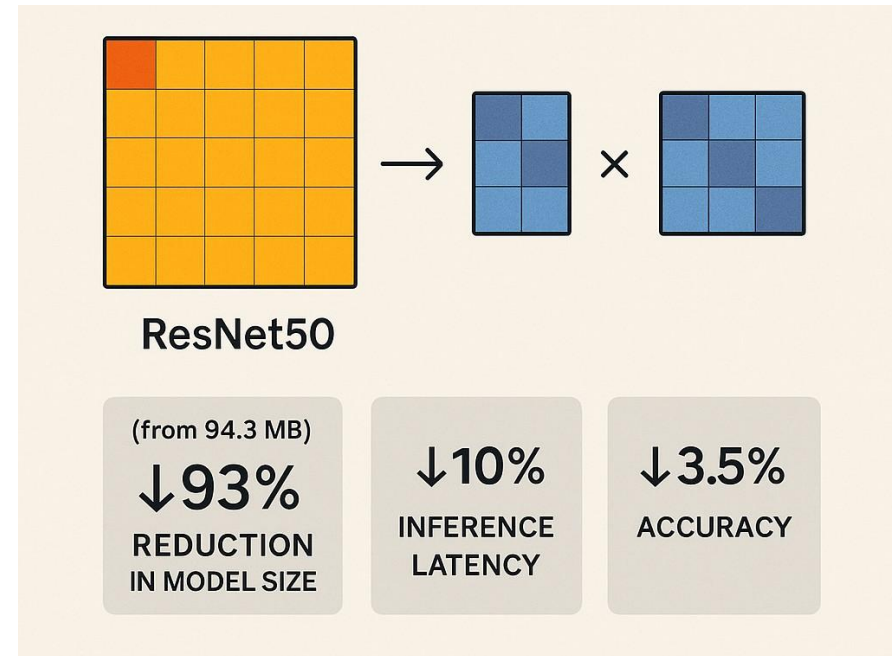 ResNet50
(from 94.3 MB)
↓93%
REDUCTION
IN MODEL SIZE
↓10%
INFERENCE
LATENCY
↓3.5%
ACCURACY